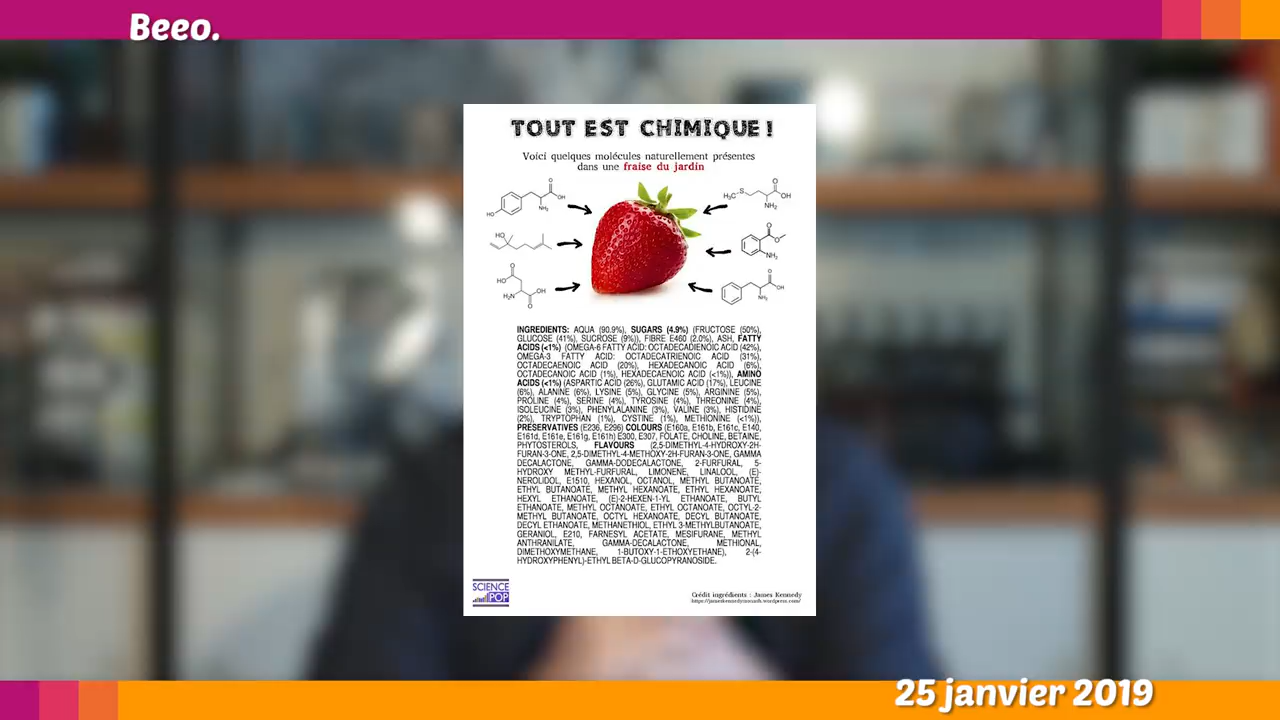 Beeo.
TOUT EST CHIMIQUE !
Voici quelques molécules naturellement présentes
dans une fraise du jardin
INGREDIENTS: AQUA (90.9%), SUGARS (4.9%) (FRUCTOSE (50%),
GLUCOSE (41%), SUCROSE (9%)), FIBRE E460 (2.0%), ASH, FATTY
ACIDS (<1%) (OMEGA-6 FATTY ACID: OCTADECADIENOIC ACID (42%),
OMEGA-3 FATTY ACID: OCTADECATRIENOIC ACID (31%),
OCTADECAENOIC ACID (20%), HEXADECANOIC ACID (6%),
OCTADECANOIC ACID (1%), HEXADECAENOIC ACID (<1%)), AMINO
ACIDS (<1%) (ASPARTIC ACID (26%), GLUTAMIC ACID (17%), LEUCINE
(6%), ALANINE (6%), LYSINE (5%), GLYCINE (5%), ARGININE (5%),
PROLINE (4%), SERINE (4%), TYROSINE (4%), THREONINE (4%),
ISOLEUCINE (3%), PHENYLALANINE (3%), VALINE (3%), HISTIDINE
(2%), TRYPTOPHAN (1%), CYSTINE (1%), METHIONINE (<1%)),
PRESERVATIVES (E236, E296) COLOURS (E160a, E161b, E161c, E140,
E161d, E161e, E161g, E161h) E300, E307, FOLATE, CHOLINE, BETAINE,
PHYTOSTEROLS, FLAVOURS (2,5-DIMETHYL-4-HYDROXY-2H-
FURAN-3-ONE, 2,5-DIMETHYL-4-METHOXY-2H-FURAN-3-ONE, GAMMA
DECALACTONE, GAMMA-DODECALACTONE, 2-FURFURAL, 5-
HYDROXY METHYL-FURFURAL, LIMONENE, LINALOOL, (E)-
NEROLIDOL, E1510, HEXANOL, OCTANOL, METHYL BUTANOATE,
ETHYL BUTANOATE, METHYL HEXANOATE, ETHYL HEXANOATE,
HEXYL ETHANOATE, (E)-2-HEXEN-1-YL ETHANOATE, BUTYL
ETHANOATE, METHYL OCTANOATE, ETHYL OCTANOATE, OCTYL-2-
METHYL BUTANOATE, OCTYL HEXANOATE, DECYL BUTANOATE,
DECYL ETHANOATE, METHANETHIOL, ETHYL 3-METHYLBUTANOATE,
GERANIOL, E210, FARNESYL ACETATE, MESIFURANE, METHYL
ANTHRANILATE, GAMMA-DECALACTONE, METHIONAL,
DIMETHOXYMETHANE, 1-BUTOXY-1-ETHOXYETHANE), 2-(4-
HYDROXYPHENYL)-ETHYL BETA-D-GLUCOPYRANOSIDE.
SCIENCE
POP
Crédit ingrédients : James Kennedy
25 janvier 2019